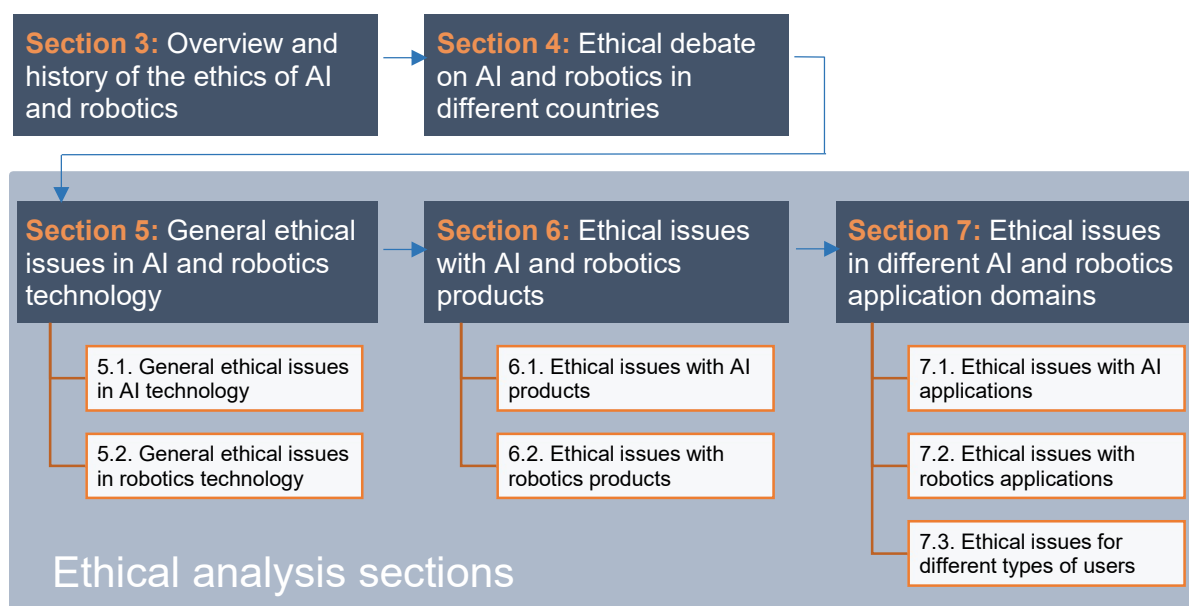 Section 3: Overview and
history of the ethics of AI
and robotics
Section 4: Ethical debate
on AI and robotics in
different countries
Section 5: General ethical
issues in AI and robotics
technology
5.1. General ethical issues
in AI technology
5.2. General ethical issues
in robotics technology
Section 6: Ethical issues
with AI and robotics
products
6.1. Ethical issues with AI
products
6.2. Ethical issues with
robotics products
Section 7: Ethical issues
in different AI and robotics
application domains
7.1. Ethical issues with AI
applications
7.2. Ethical issues with
robotics applications
7.3. Ethical issues for
different types of users
Ethical analysis sections